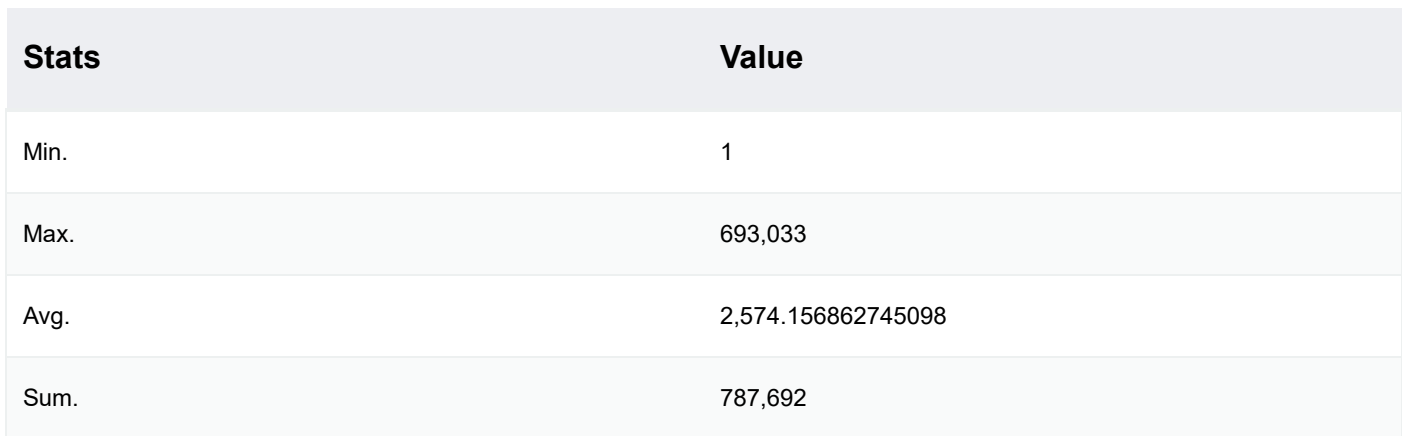 Stats Value
Min. 1
Max. 693,033
Avg. 2,574.156862745098
Sum. 787,692